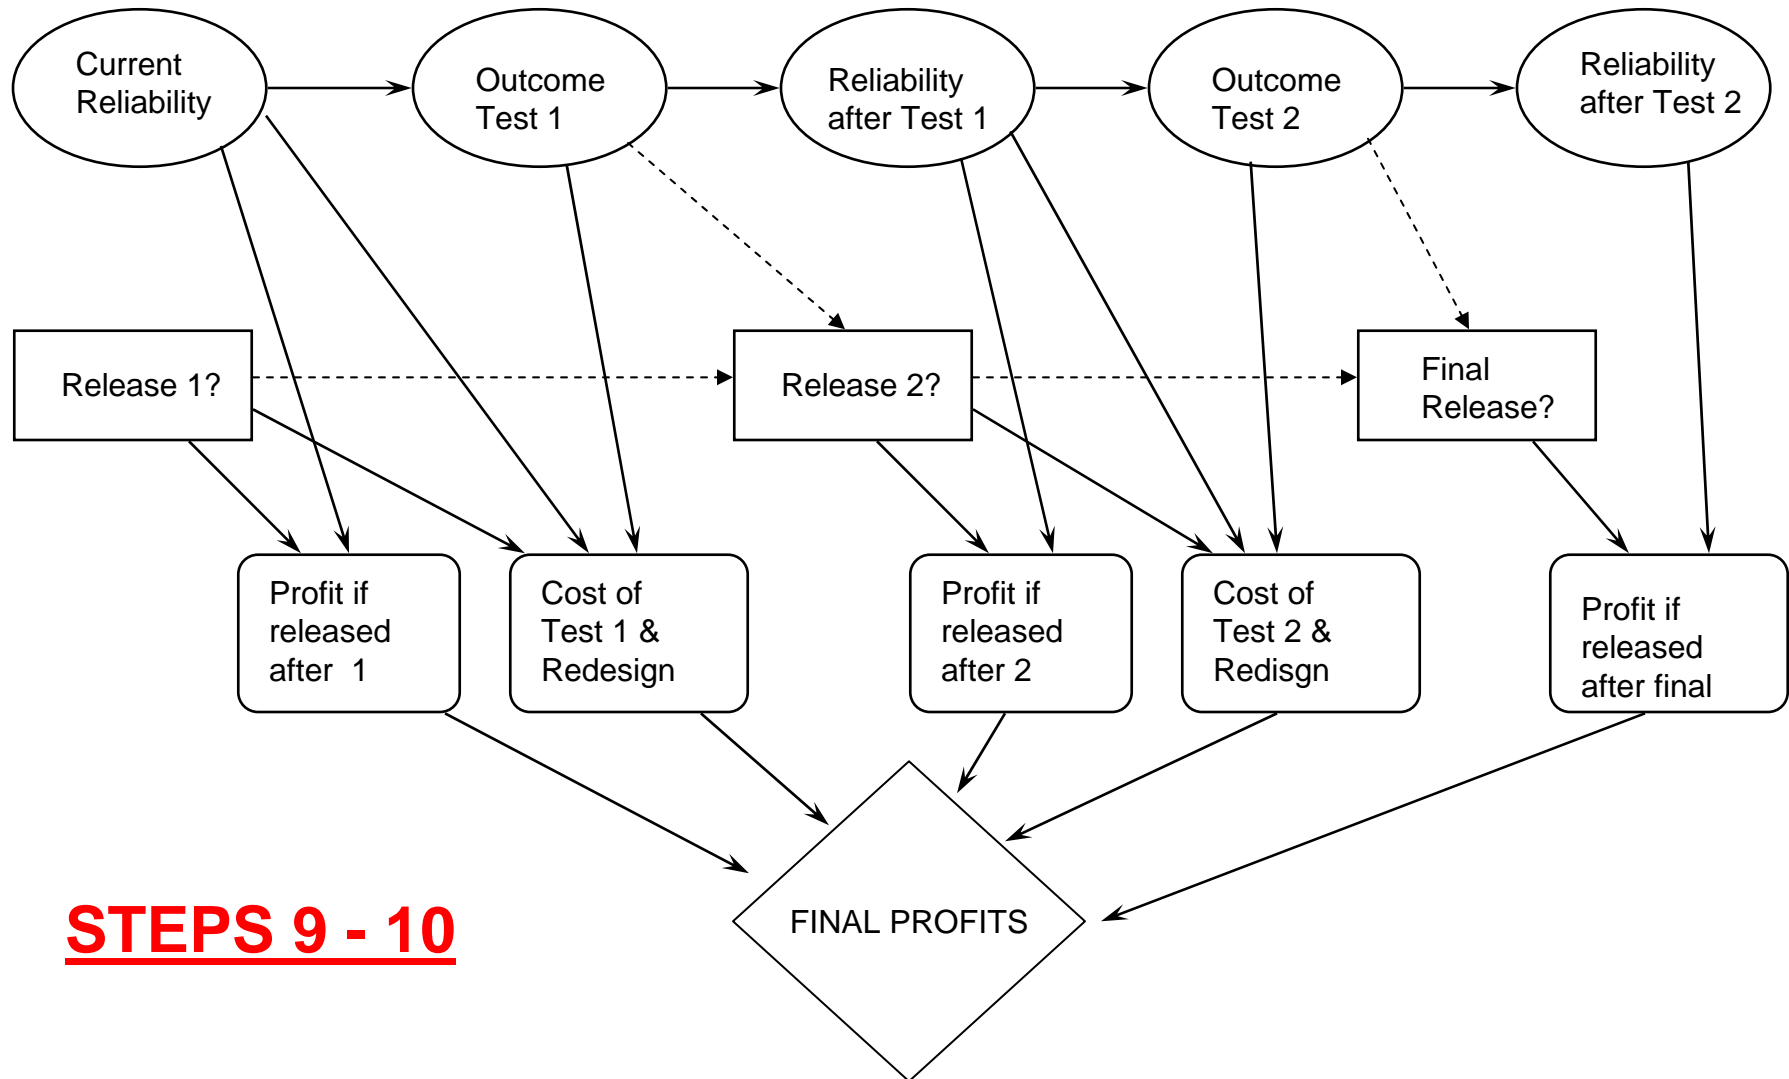 Current
Reliability
Outcome
Test 1
Reliability
after Test 1
Outcome
Test 2
Reliability
after Test 2
Release 1?
Release 2?
Final
Release?
Profit if
released
after 1
Cost of
Test 1 &
Redesign
Profit if
released
after 2
Cost of
Test 2 &
Redisgn
Profit if
released
after final
FINAL PROFITS
STEPS 9 - 10